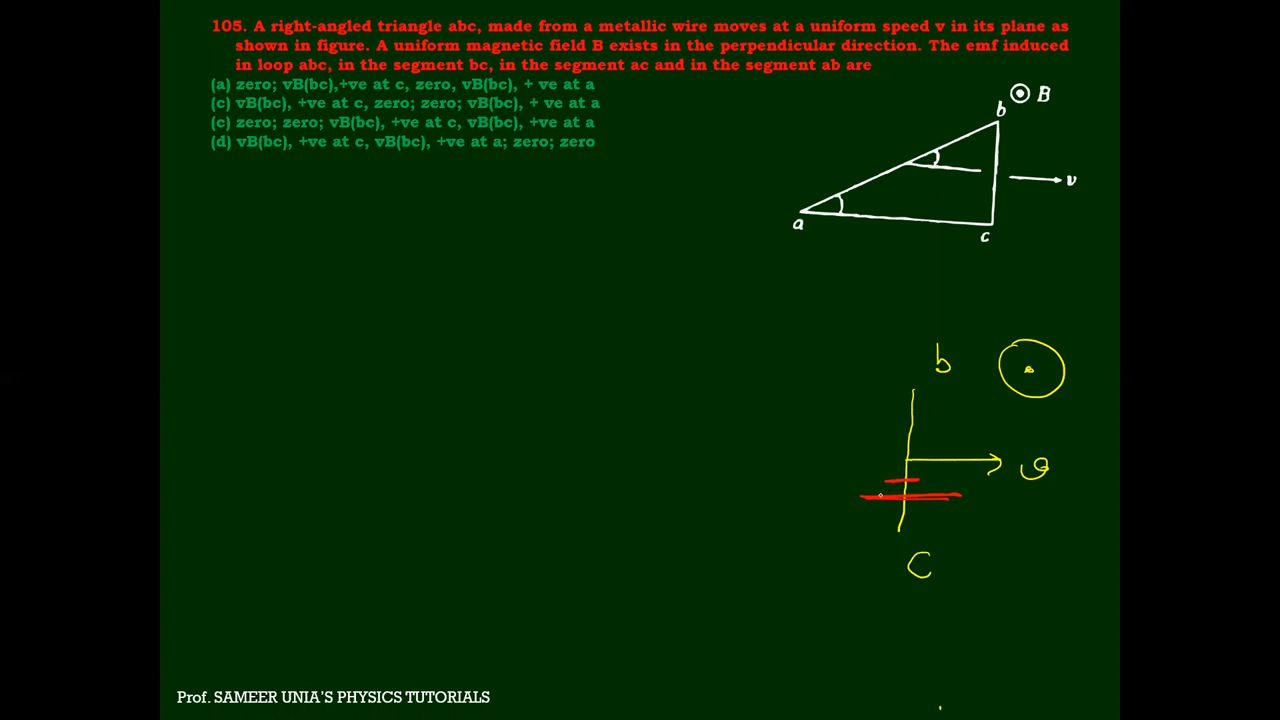 105. A right-angled triangle abc, made from a metallic wire moves at a uniform speed v in its plane as
shown in figure. A uniform magnetic field B exists in the perpendicular direction. The emf induced
in loop abc, in the segment bc, in the segment ac and in the segment ab are
(a) zero; vB(bc),+ve at c, zero, vB(bc), + ve at a
(c) vB(bc), +ve at c, zero; zero; vB(bc), + ve at a
(c) zero; zero; vB(bc), +ve at c, vB(bc), +ve at a
(d) vB(bc), +ve at c, vB(bc), +ve at a; zero; zero
B
b
v
a
c
b
C
Prof. SAMEER UNIA'S PHYSICS TUTORIALS